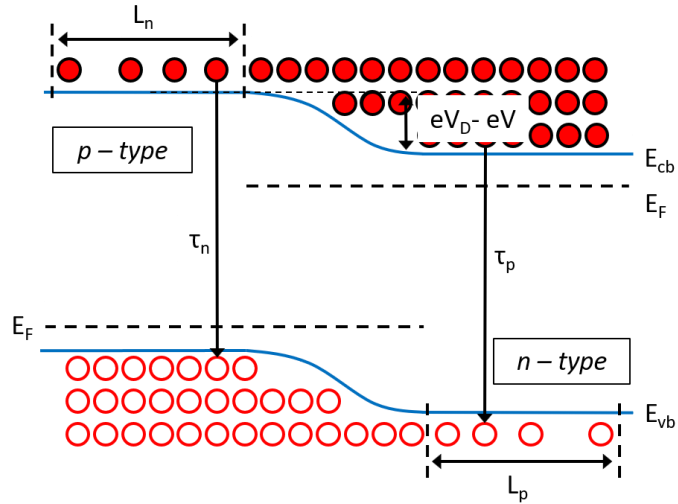 Lₙ
eV_D - eV
p – type
E_cb
E_F
τₙ
τₚ
E_F
n – type
E_vb
Lₚ